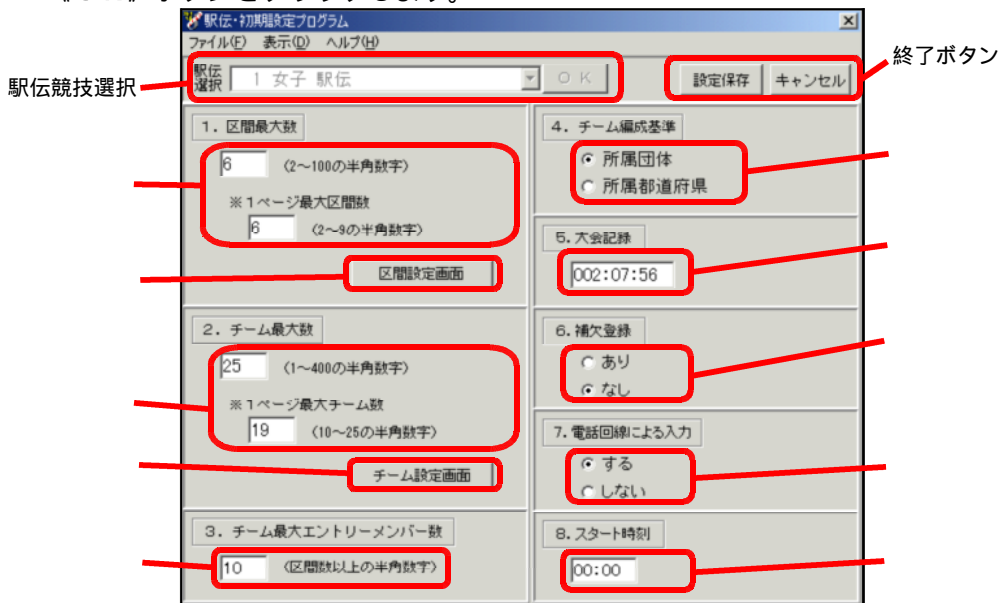 駅伝・初期設定プログラム
ファイル(F) 表示(D) ヘルプ(H)
駅伝競技選択
駅伝選択 1 女子 駅伝 OK
設定保存 キャンセル
終了ボタン
1. 区間最大数
6 (2～100の半角数字)
※1ページ最大区間数
6 (2～9の半角数字)
区間設定画面
2. チーム最大数
25 (1～400の半角数字)
※1ページ最大チーム数
19 (10～25の半角数字)
チーム設定画面
3. チーム最大エントリーメンバー数
10 (区間数以上の半角数字)
4. チーム編成基準
所属団体
所属都道府県
5.大会記録
002:07:56
6.補欠登録
あり
なし
7.電話回線による入力
する
しない
8.スタート時刻
00:00